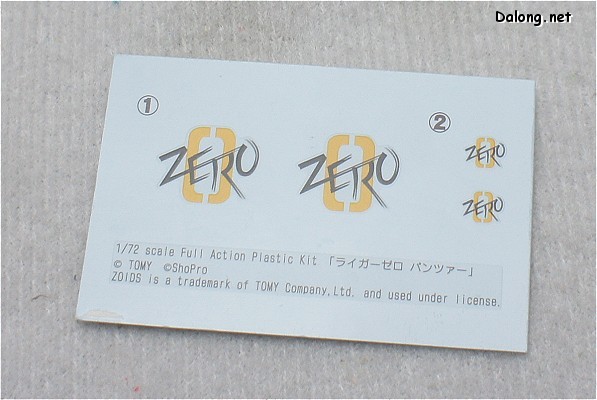 Dalong.net
① ZERO ZERO ② ZERO
ZERO
1/72 scale Full Action Plastic Kit 「ライガーゼロ パンツァー」
© TOMY ©ShoPro
ZOIDS is a trademark of TOMY Company,Ltd. and used under license.